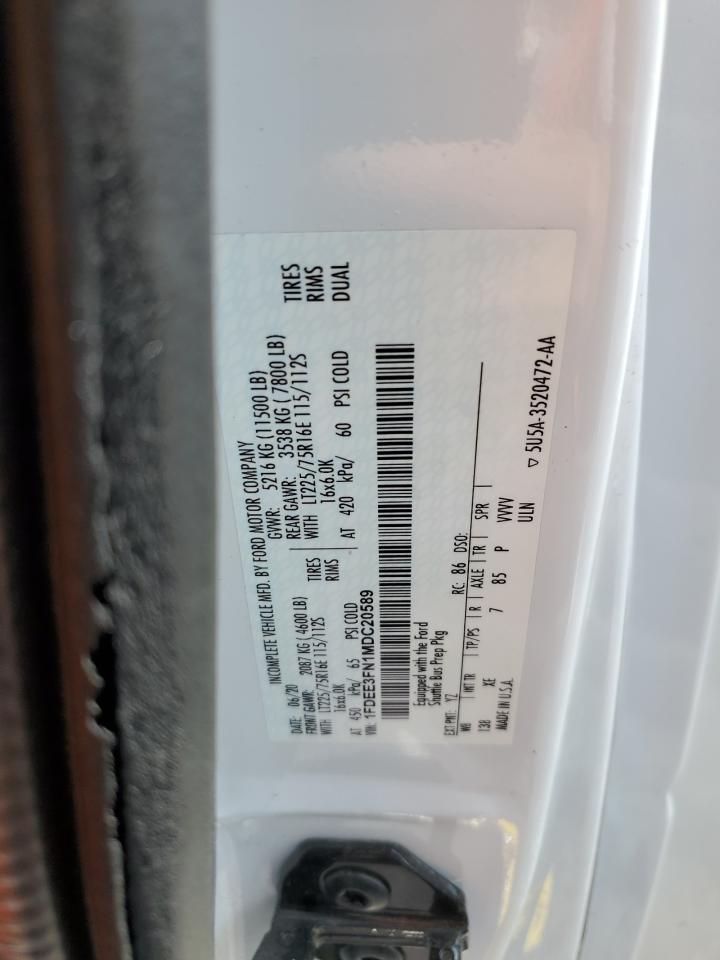 INCOMPLETE VEHICLE MFD. BY FORD MOTOR COMPANY
06/20 GVWR: 5216 KG (11500 LB)
FRONT GAWR: 2087 KG (4600 LB) REAR GAWR: 3538 KG (7800 LB)
WITH LT225/75R16E 115/112S TIRES WITH LT225/75R16E 115/112S TIRES
16x6.0K RIMS 16x6.0K RIMS
AT 450 kPa/ 65 PSI COLD AT 420 kPa/ 60 PSI COLD DUAL
VIN: 1FDEE3FN1MDC20589
Equipped with the Ford
Shuttle Bus Prep Pkg
EXT PNT: YZ RC: 86 DSO:
WB INT TR TP/PS R AXLE TR SPR
138 XE 7 85 P VVVV
MADE IN U.S.A. ULN
▽ 5U5A-3520472-AA